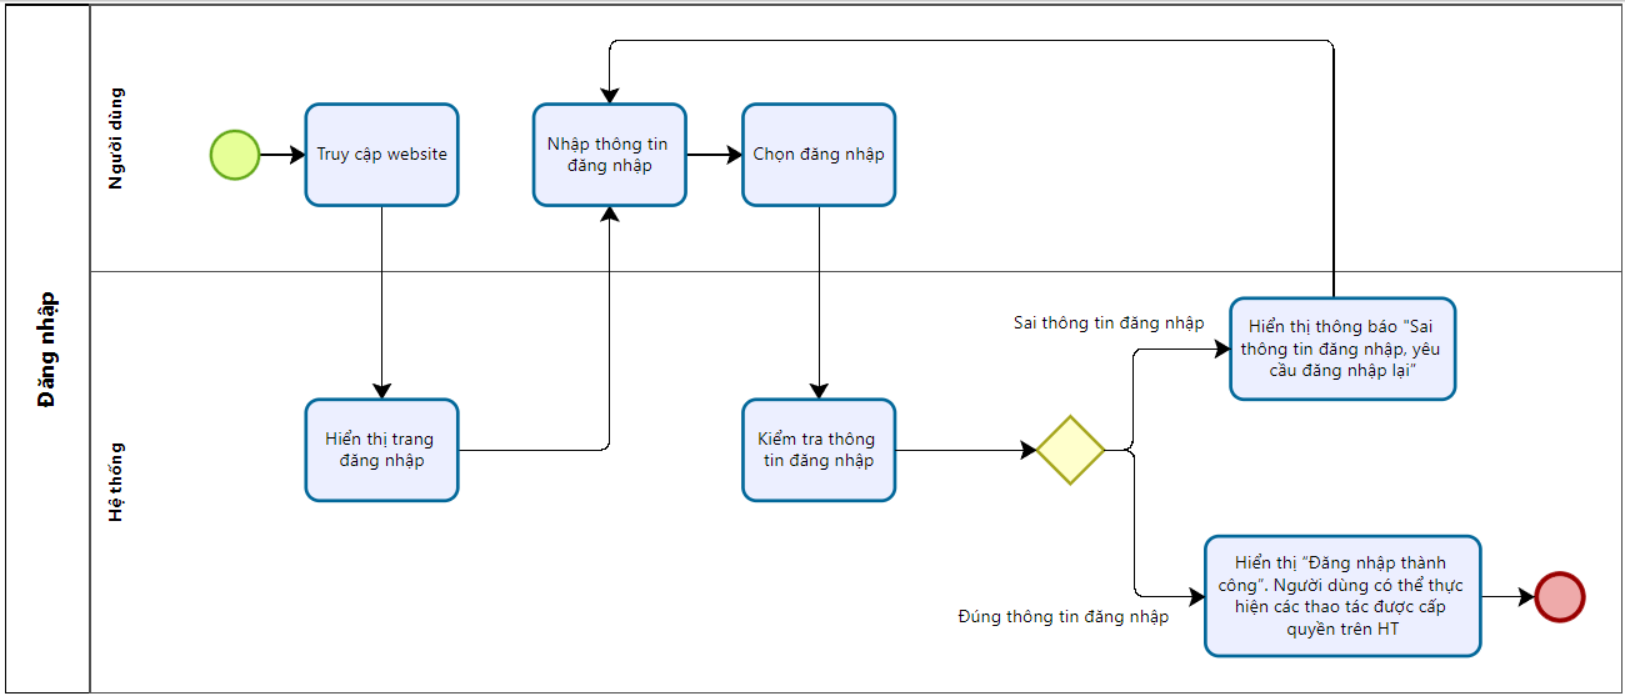 Đăng nhập
Người dùng
Truy cập website
Nhập thông tin
đăng nhập
Chọn đăng nhập
Hệ thống
Hiển thị trang
đăng nhập
Kiểm tra thông
tin đăng nhập
Sai thông tin đăng nhập
Hiển thị thông báo "Sai
thông tin đăng nhập, yêu
cầu đăng nhập lại"
Đúng thông tin đăng nhập
Hiển thị "Đăng nhập thành
công". Người dùng có thể thực
hiện các thao tác được cấp
quyền trên HT